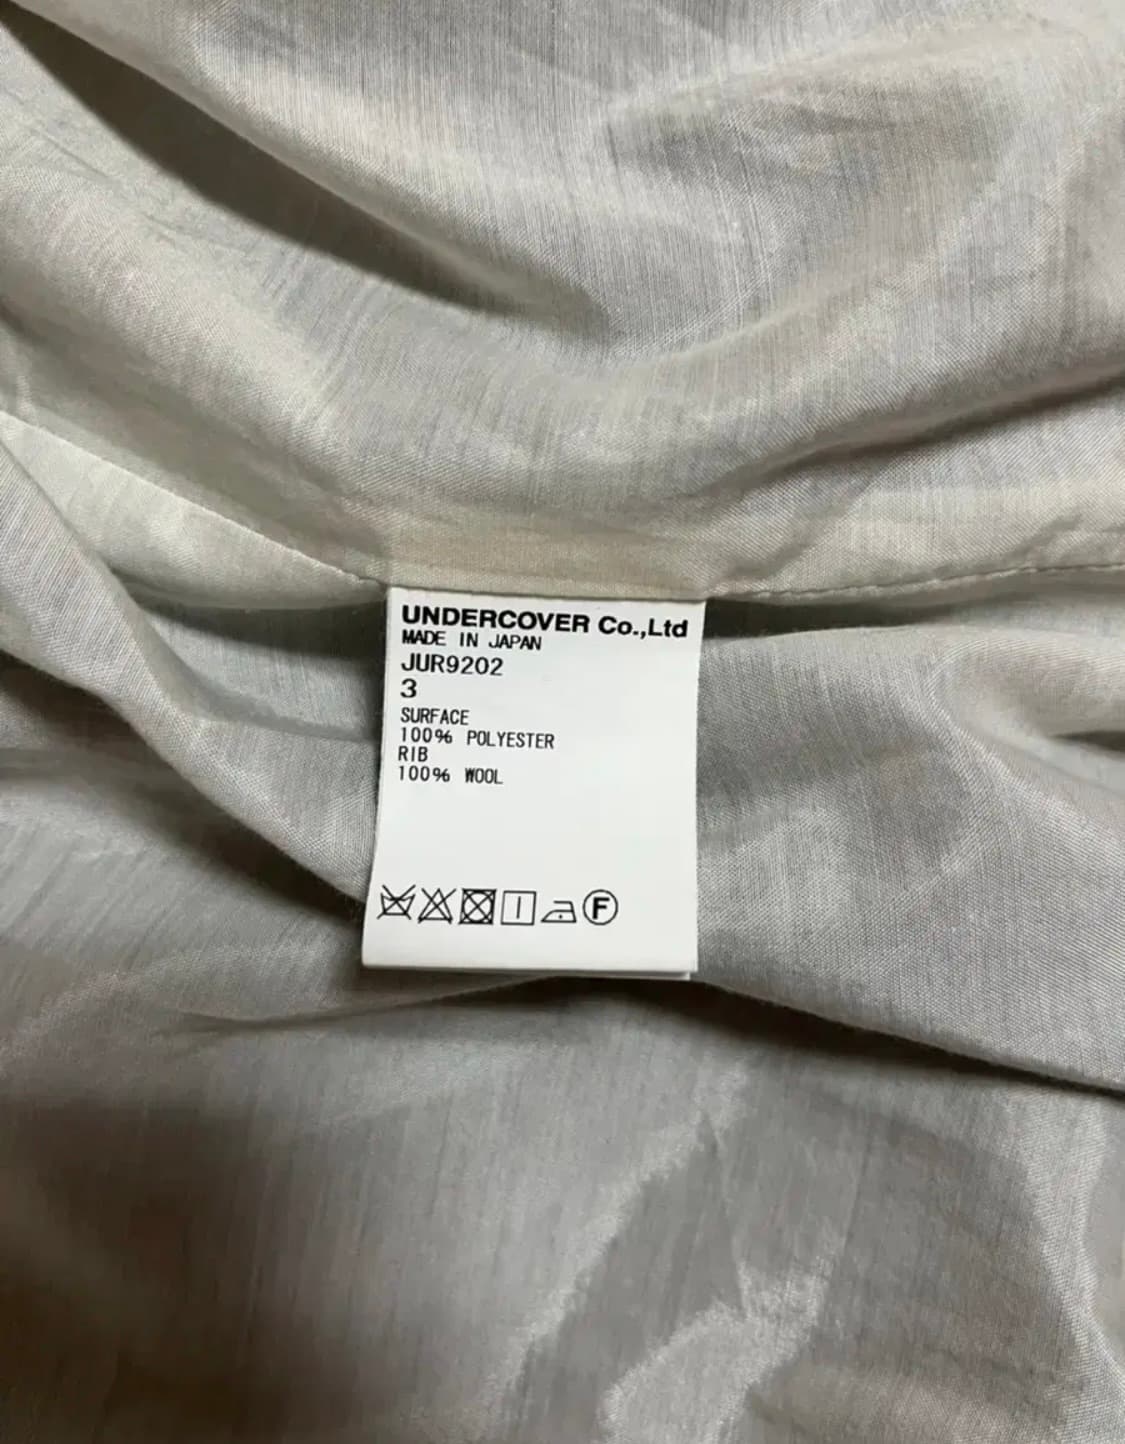 UNDERCOVER Co.,Ltd
MADE IN JAPAN
JUR9202
3
SURFACE
100% POLYESTER
RIB
100% WOOL
F